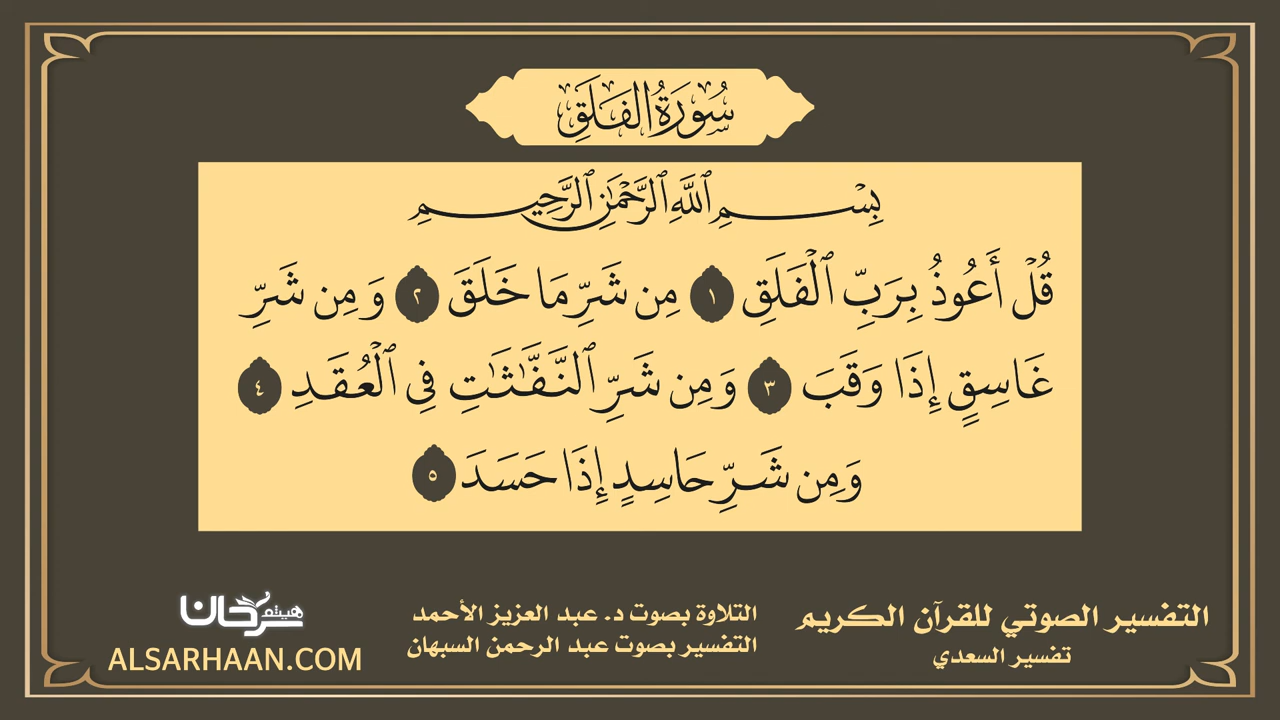 سُورَةُ الفَلَقِ
بِسْمِ ٱللَّهِ ٱلرَّحْمَٰنِ ٱلرَّحِيمِ
قُلْ أَعُوذُ بِرَبِّ ٱلْفَلَقِ ١ مِن شَرِّ مَا خَلَقَ ٢ وَمِن شَرِّ
غَاسِقٍ إِذَا وَقَبَ ٣ وَمِن شَرِّ ٱلنَّفَّٰثَٰتِ فِى ٱلْعُقَدِ ٤
وَمِن شَرِّ حَاسِدٍ إِذَا حَسَدَ ٥
التفسير الصوتي للقرآن الكريم
تفسير السعدي
التلاوة بصوت د. عبد العزيز الأحمد
التفسير بصوت عبد الرحمن السبهان
هيثم سرحان
ALSARHAAN.COM